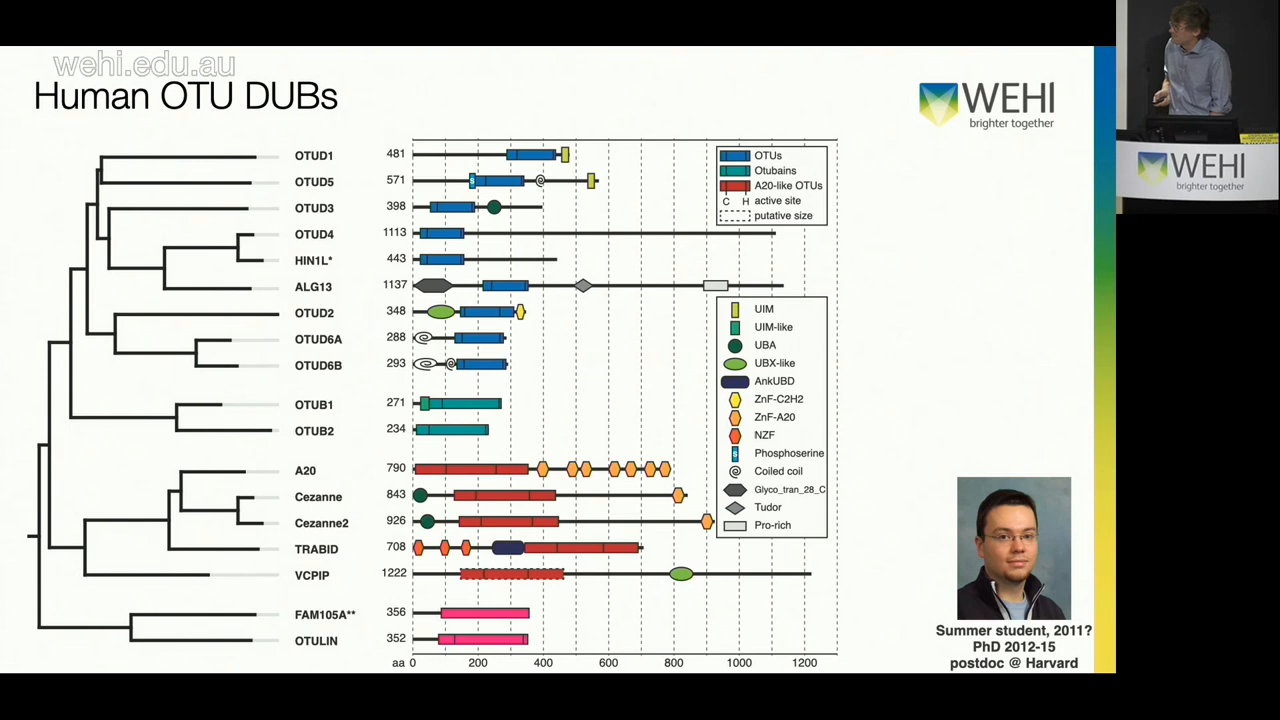 wehi.edu.au
Human OTU DUBs
WEHI
brighter together
WEHI
brighter together
OTUD1 481
OTUD5 571 S
OTUD3 398
OTUD4 1113
HIN1L* 443
ALG13 1137
OTUD2 348
OTUD6A 288
OTUD6B 293
OTUB1 271
OTUB2 234
A20 790
Cezanne 843
Cezanne2 926
TRABID 708
VCPIP 1222
FAM105A** 356
OTULIN 352
aa 0 200 400 600 800 1000 1200
OTUs
Otubains
A20-like OTUs
C H active site
putative size
UIM
UIM-like
UBA
UBX-like
AnkUBD
ZnF-C2H2
ZnF-A20
NZF
S Phosphoserine
Coiled coil
Glyco_tran_28_C
Tudor
Pro-rich
Summer student, 2011?
PhD 2012-15
postdoc @ Harvard